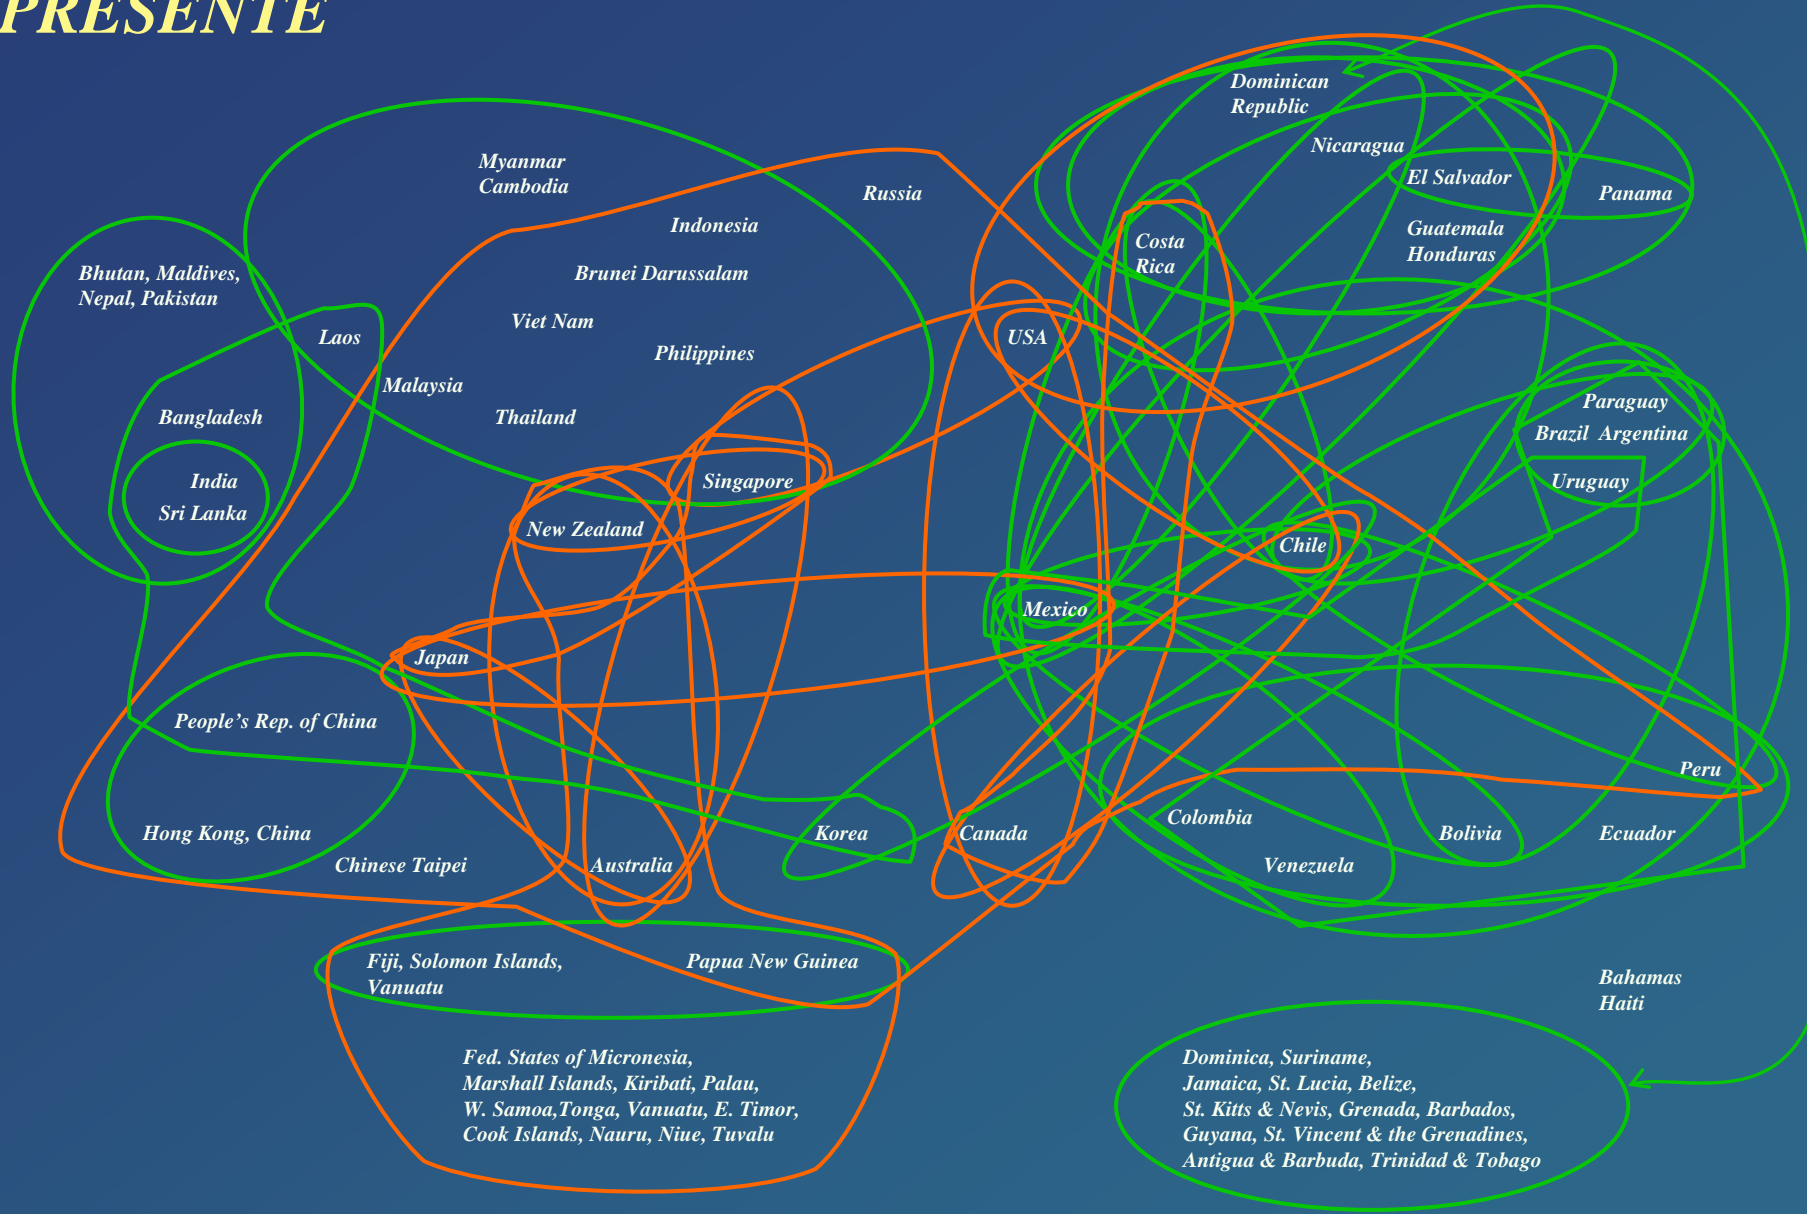 PRESENTE
Dominican
Republic
Nicaragua
Myanmar
Cambodia
Russia
El Salvador
Panama
Indonesia
Guatemala
Honduras
Costa
Rica
Bhutan, Maldives,
Nepal, Pakistan
Brunei Darussalam
Viet Nam
Laos
USA
Philippines
Malaysia
Paraguay
Bangladesh
Thailand
Brazil Argentina
India
Singapore
Uruguay
Sri Lanka
New Zealand
Chile
Mexico
Japan
People's Rep. of China
Peru
Colombia
Hong Kong, China
Korea
Canada
Bolivia
Ecuador
Chinese Taipei
Australia
Venezuela
Fiji, Solomon Islands,
Vanuatu
Papua New Guinea
Bahamas
Haiti
Fed. States of Micronesia,
Marshall Islands, Kiribati, Palau,
W. Samoa,Tonga, Vanuatu, E. Timor,
Cook Islands, Nauru, Niue, Tuvalu
Dominica, Suriname,
Jamaica, St. Lucia, Belize,
St. Kitts & Nevis, Grenada, Barbados,
Guyana, St. Vincent & the Grenadines,
Antigua & Barbuda, Trinidad & Tobago